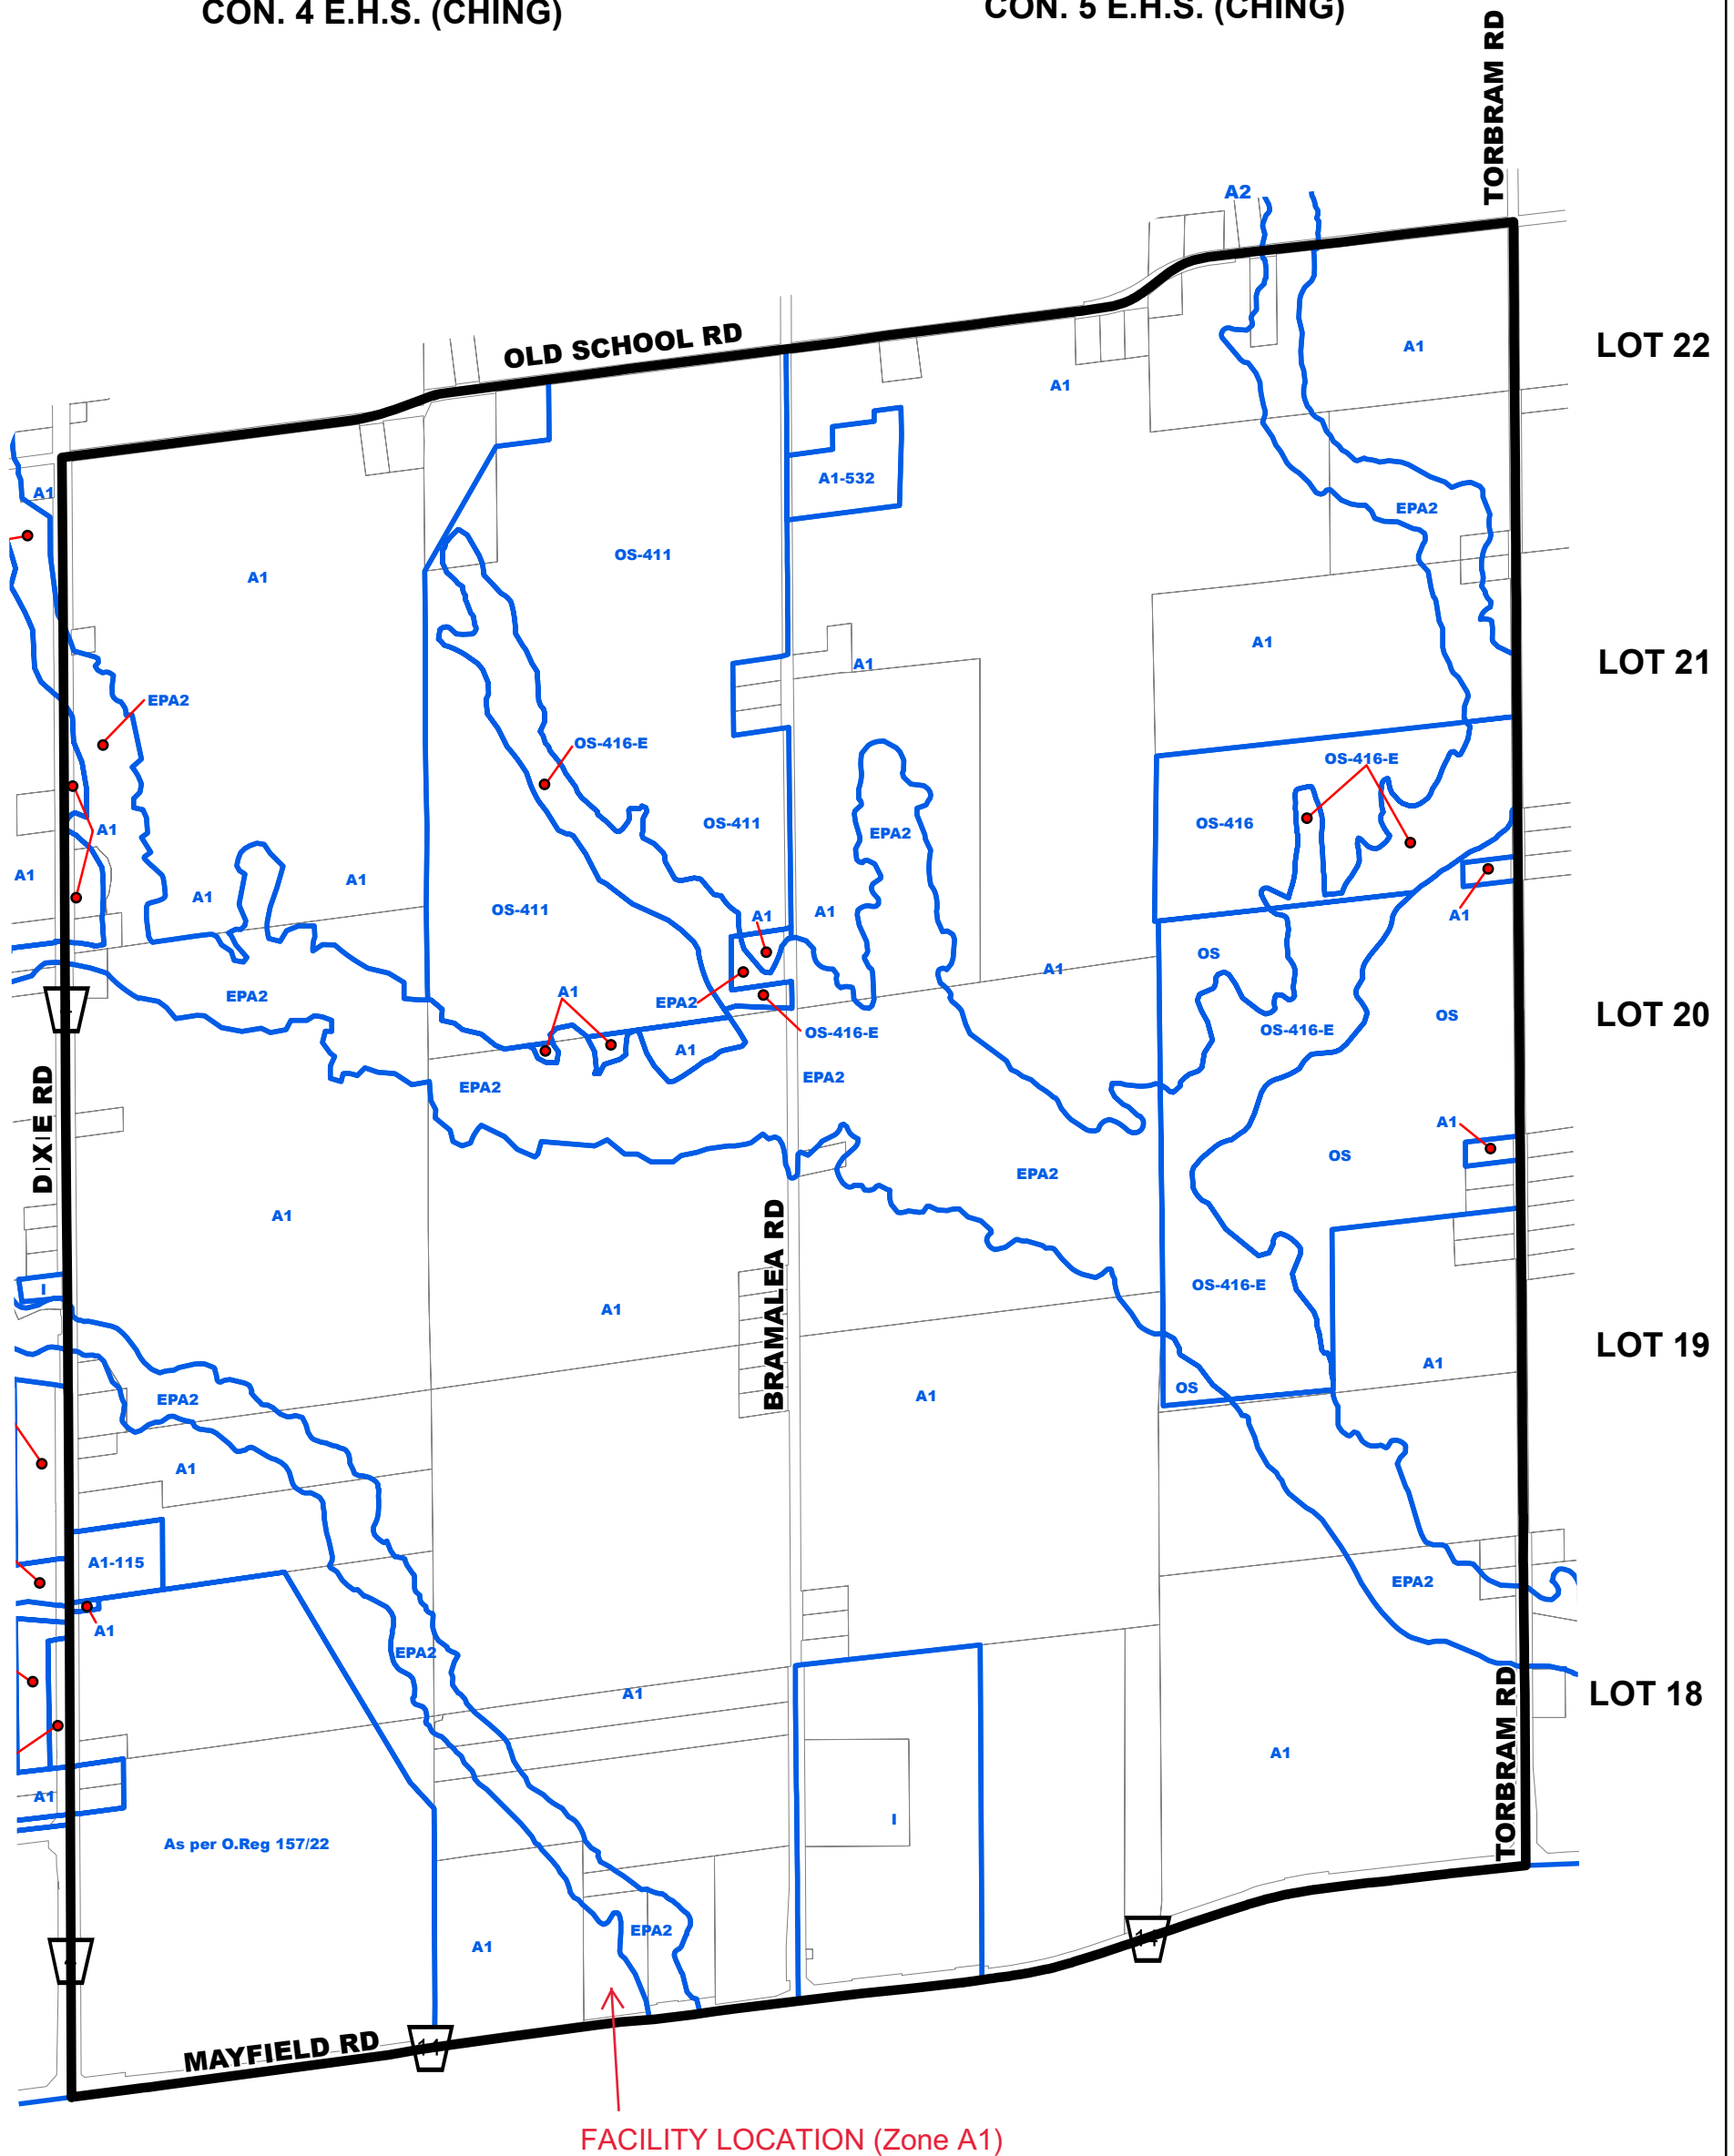 CON. 4 E.H.S. (CHING)
CON. 5 E.H.S. (CHING)
TORBRAM RD
A2
OLD SCHOOL RD
LOT 22
A1
A1
A1-532
A1
EPA2
OS-411
A1
A1
LOT 21
A1
EPA2
OS-416-E
OS-416-E
OS-411
OS-416
EPA2
A1
A1
A1
A1
OS-411
A1
A1
A1
OS
A1
EPA2
A1
EPA2
OS-416-E
OS-416-E
OS
LOT 20
A1
EPA2
EPA2
DIXIE RD
A1
OS
EPA2
A1
BRAMALEA RD
I
OS-416-E
A1
LOT 19
A1
OS
A1
EPA2
A1
A1-115
EPA2
A1
EPA2
A1
LOT 18
TORBRAM RD
A1
A1
I
As per O.Reg 157/22
EPA2
A1
14
MAYFIELD RD
FACILITY LOCATION (Zone A1)